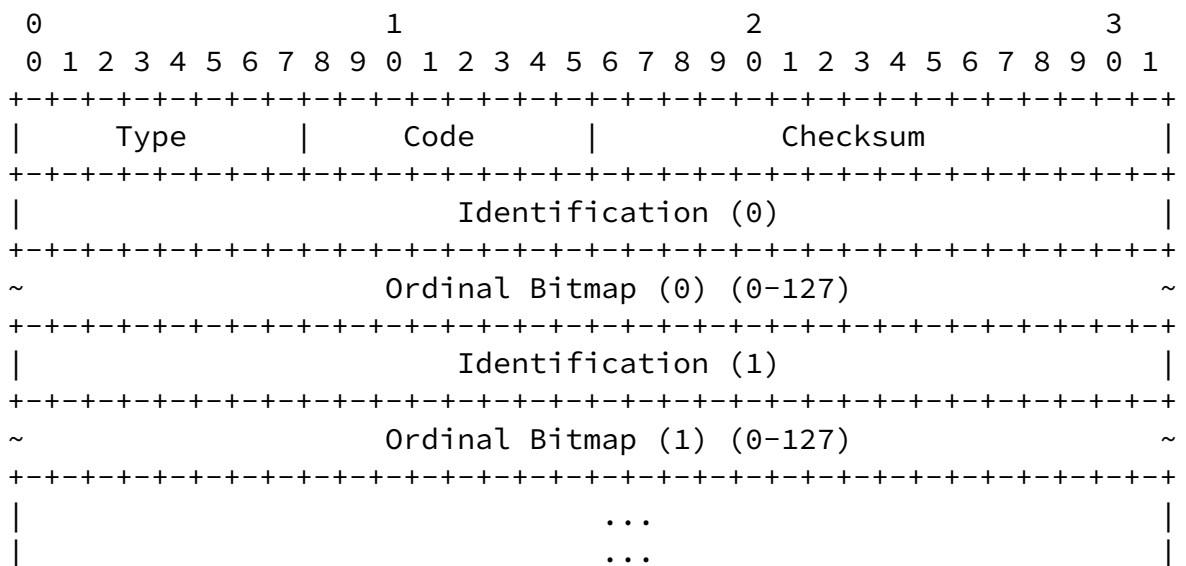 0                   1                   2                   3
 0 1 2 3 4 5 6 7 8 9 0 1 2 3 4 5 6 7 8 9 0 1 2 3 4 5 6 7 8 9 0 1
+-+-+-+-+-+-+-+-+-+-+-+-+-+-+-+-+-+-+-+-+-+-+-+-+-+-+-+-+-+-+-+-+
|     Type      |     Code      |          Checksum             |
+-+-+-+-+-+-+-+-+-+-+-+-+-+-+-+-+-+-+-+-+-+-+-+-+-+-+-+-+-+-+-+-+
|                        Identification (0)                     |
+-+-+-+-+-+-+-+-+-+-+-+-+-+-+-+-+-+-+-+-+-+-+-+-+-+-+-+-+-+-+-+-+
~                    Ordinal Bitmap (0) (0-127)                 ~
+-+-+-+-+-+-+-+-+-+-+-+-+-+-+-+-+-+-+-+-+-+-+-+-+-+-+-+-+-+-+-+-+
|                        Identification (1)                     |
+-+-+-+-+-+-+-+-+-+-+-+-+-+-+-+-+-+-+-+-+-+-+-+-+-+-+-+-+-+-+-+-+
~                    Ordinal Bitmap (1) (0-127)                 ~
+-+-+-+-+-+-+-+-+-+-+-+-+-+-+-+-+-+-+-+-+-+-+-+-+-+-+-+-+-+-+-+-+
|                                ...                            |
|                                ...                            |